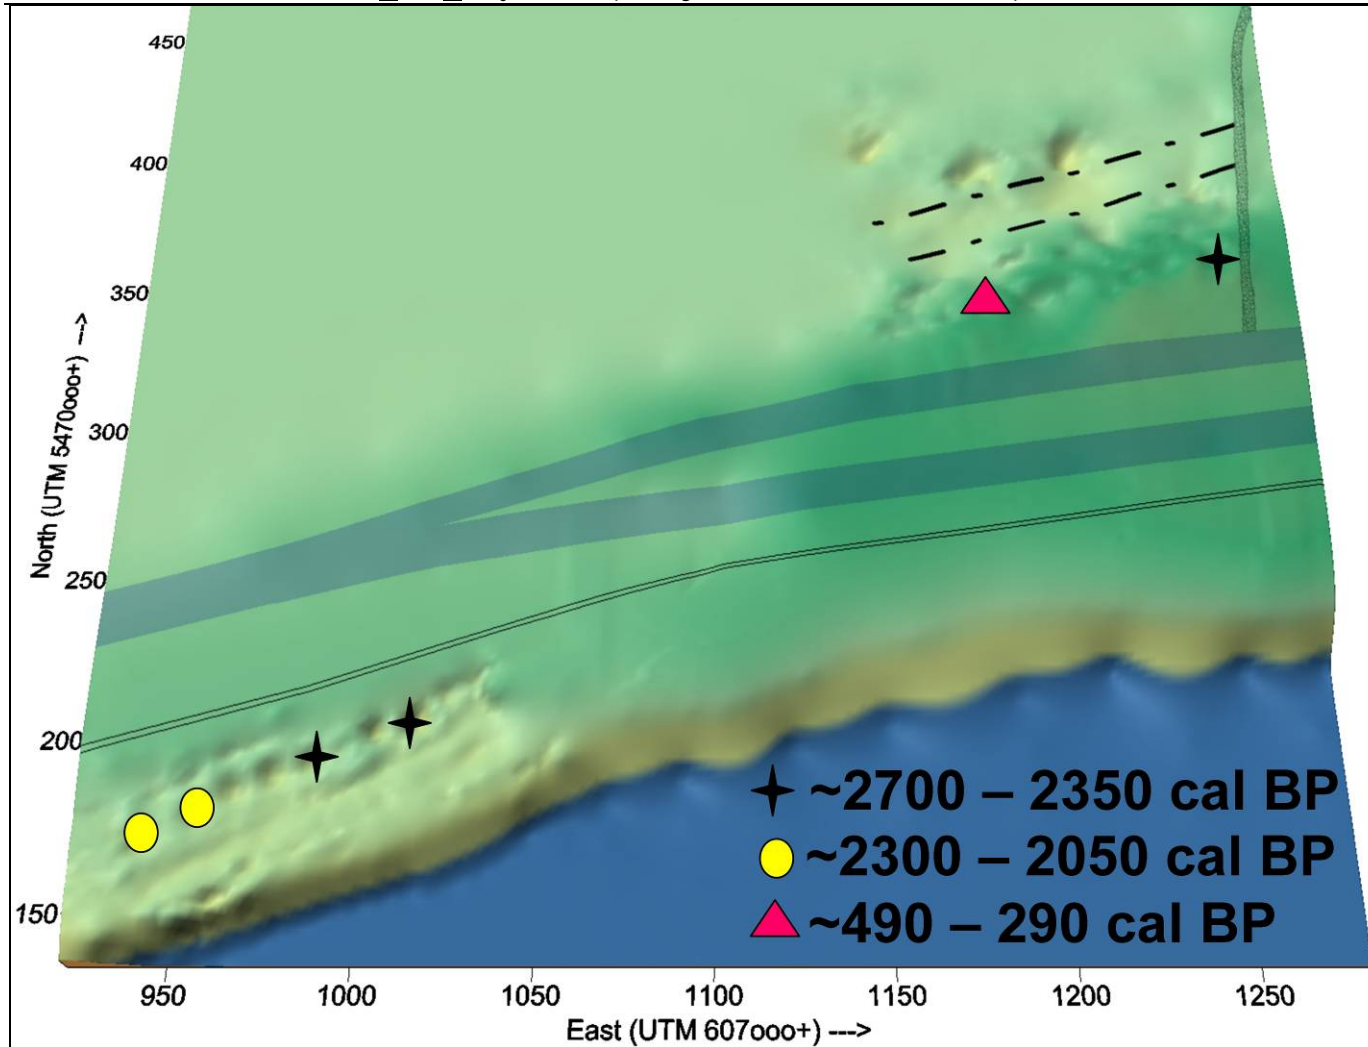 450
400
350
300
250
200
150
North (UTM 5470ooo+) --->
~2700 – 2350 cal BP
~2300 – 2050 cal BP
~490 – 290 cal BP
950 1000 1050 1100 1150 1200 1250
East (UTM 607ooo+) --->